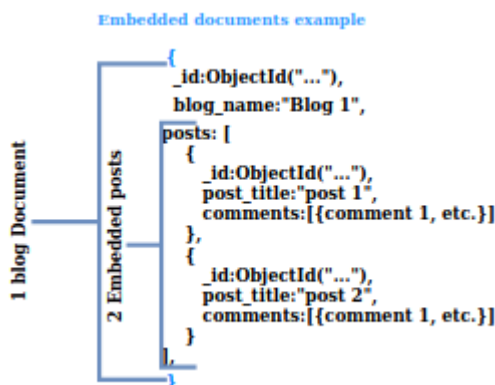 Embedded documents example
{
_id:ObjectId("..."),
blog_name:"Blog 1",
posts: [
{
_id:ObjectId("..."),
post_title:"post 1",
comments:[{comment 1, etc.}]
},
{
_id:ObjectId("..."),
post_title:"post 2",
comments:[{comment 1, etc.}]
}
],
}
1 blog Document
2 Embedded posts